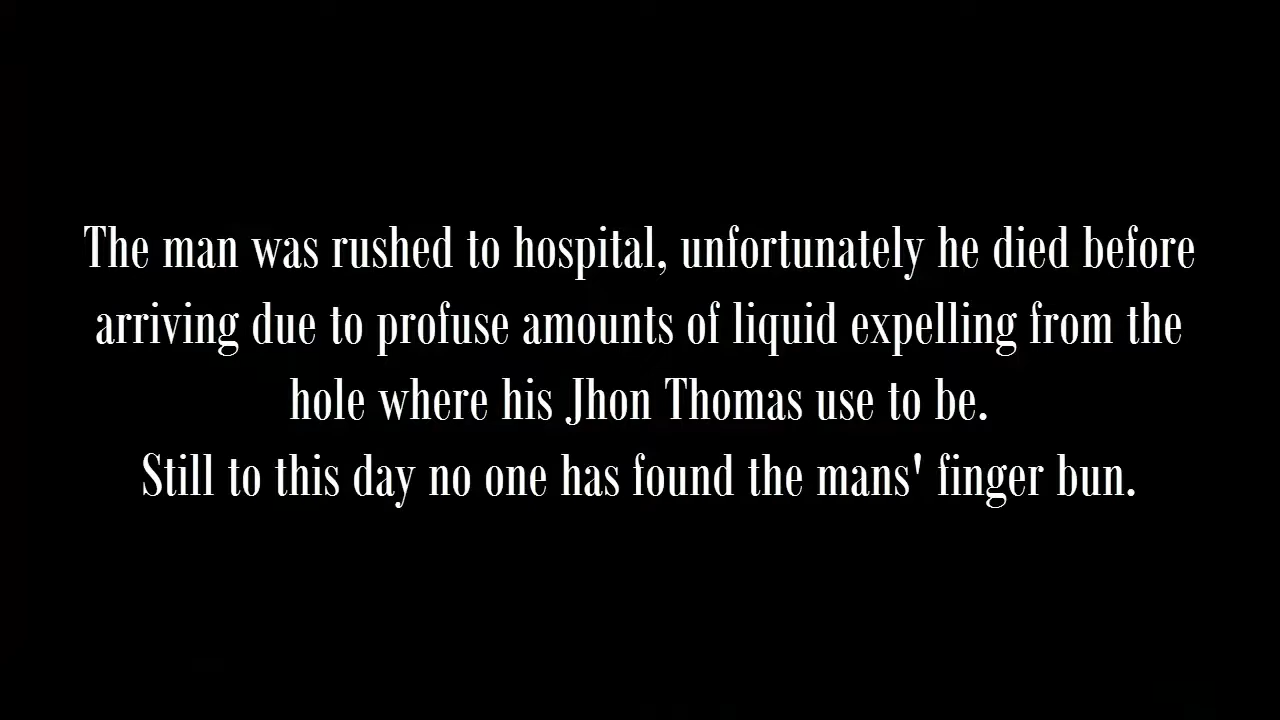 The man was rushed to hospital, unfortunately he died before
arriving due to profuse amounts of liquid expelling from the
hole where his Jhon Thomas use to be.
Still to this day no one has found the mans' finger bun.